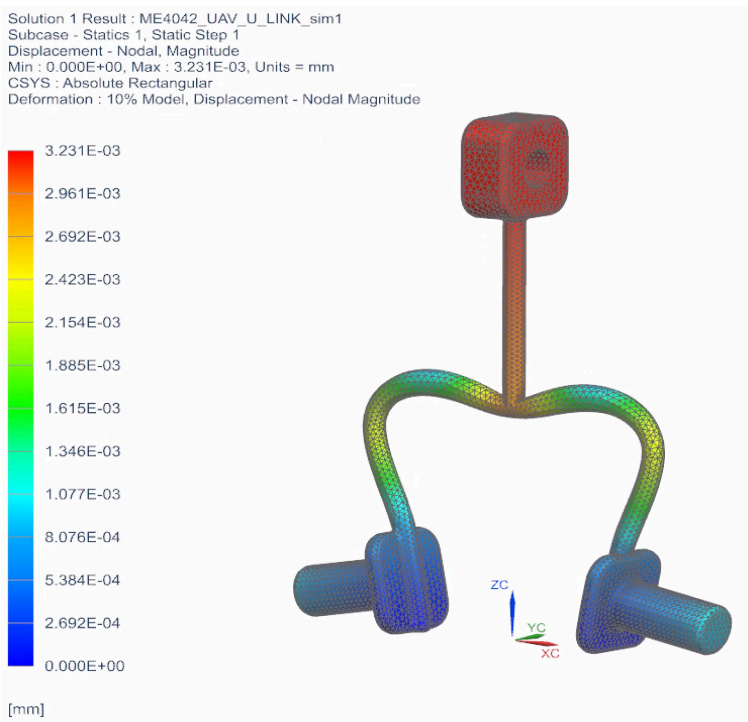 Solution 1 Result : ME4042_UAV_U_LINK_sim1
Subcase - Statics 1, Static Step 1
Displacement - Nodal, Magnitude
Min : 0.000E+00, Max : 3.231E-03, Units = mm
CSYS : Absolute Rectangular
Deformation : 10% Model, Displacement - Nodal Magnitude
3.231E-03
2.961E-03
2.692E-03
2.423E-03
2.154E-03
1.885E-03
1.615E-03
1.346E-03
1.077E-03
8.076E-04
5.384E-04
2.692E-04
0.000E+00
[mm]
ZC
YC
XC